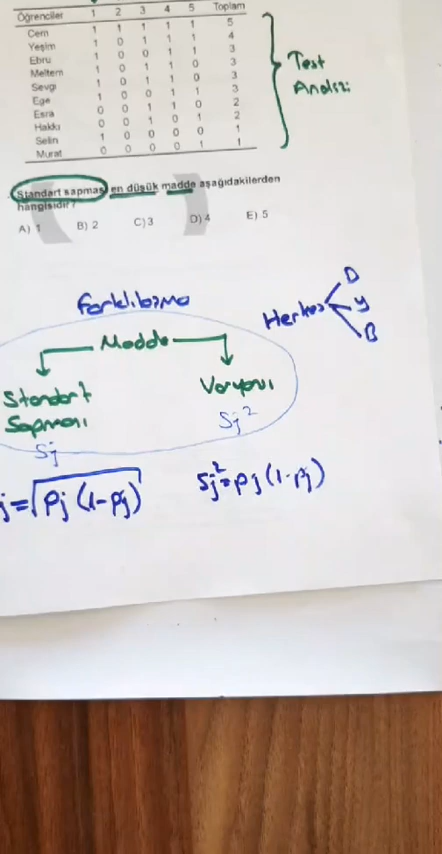 Öğrenciler 1 2 3 4 5 Toplam
Cem 1 1 1 1 1 5
Yeşim 1 0 1 1 1 4
Ebru 1 0 0 1 1 3
Meltem 1 0 1 1 0 3
Sevgi 1 0 1 1 0 3
Ege 1 0 0 1 1 3
Esra 0 0 1 1 0 2
Hakkı 0 0 1 0 1 2
Selin 1 0 0 0 0 1
Murat 0 0 0 0 1 1
Test
Analizi
Standart sapması en düşük madde aşağıdakilerden
hangisidir?
A) 1 B) 2 C) 3 D) 4 E) 5
Farklılaşma
Madde
Standart
Sapması
Sj
Varyansı
Sj²
Herkes D
y
B
j=√Pj (1-Pj)
Sj²=Pj (1-Pj)